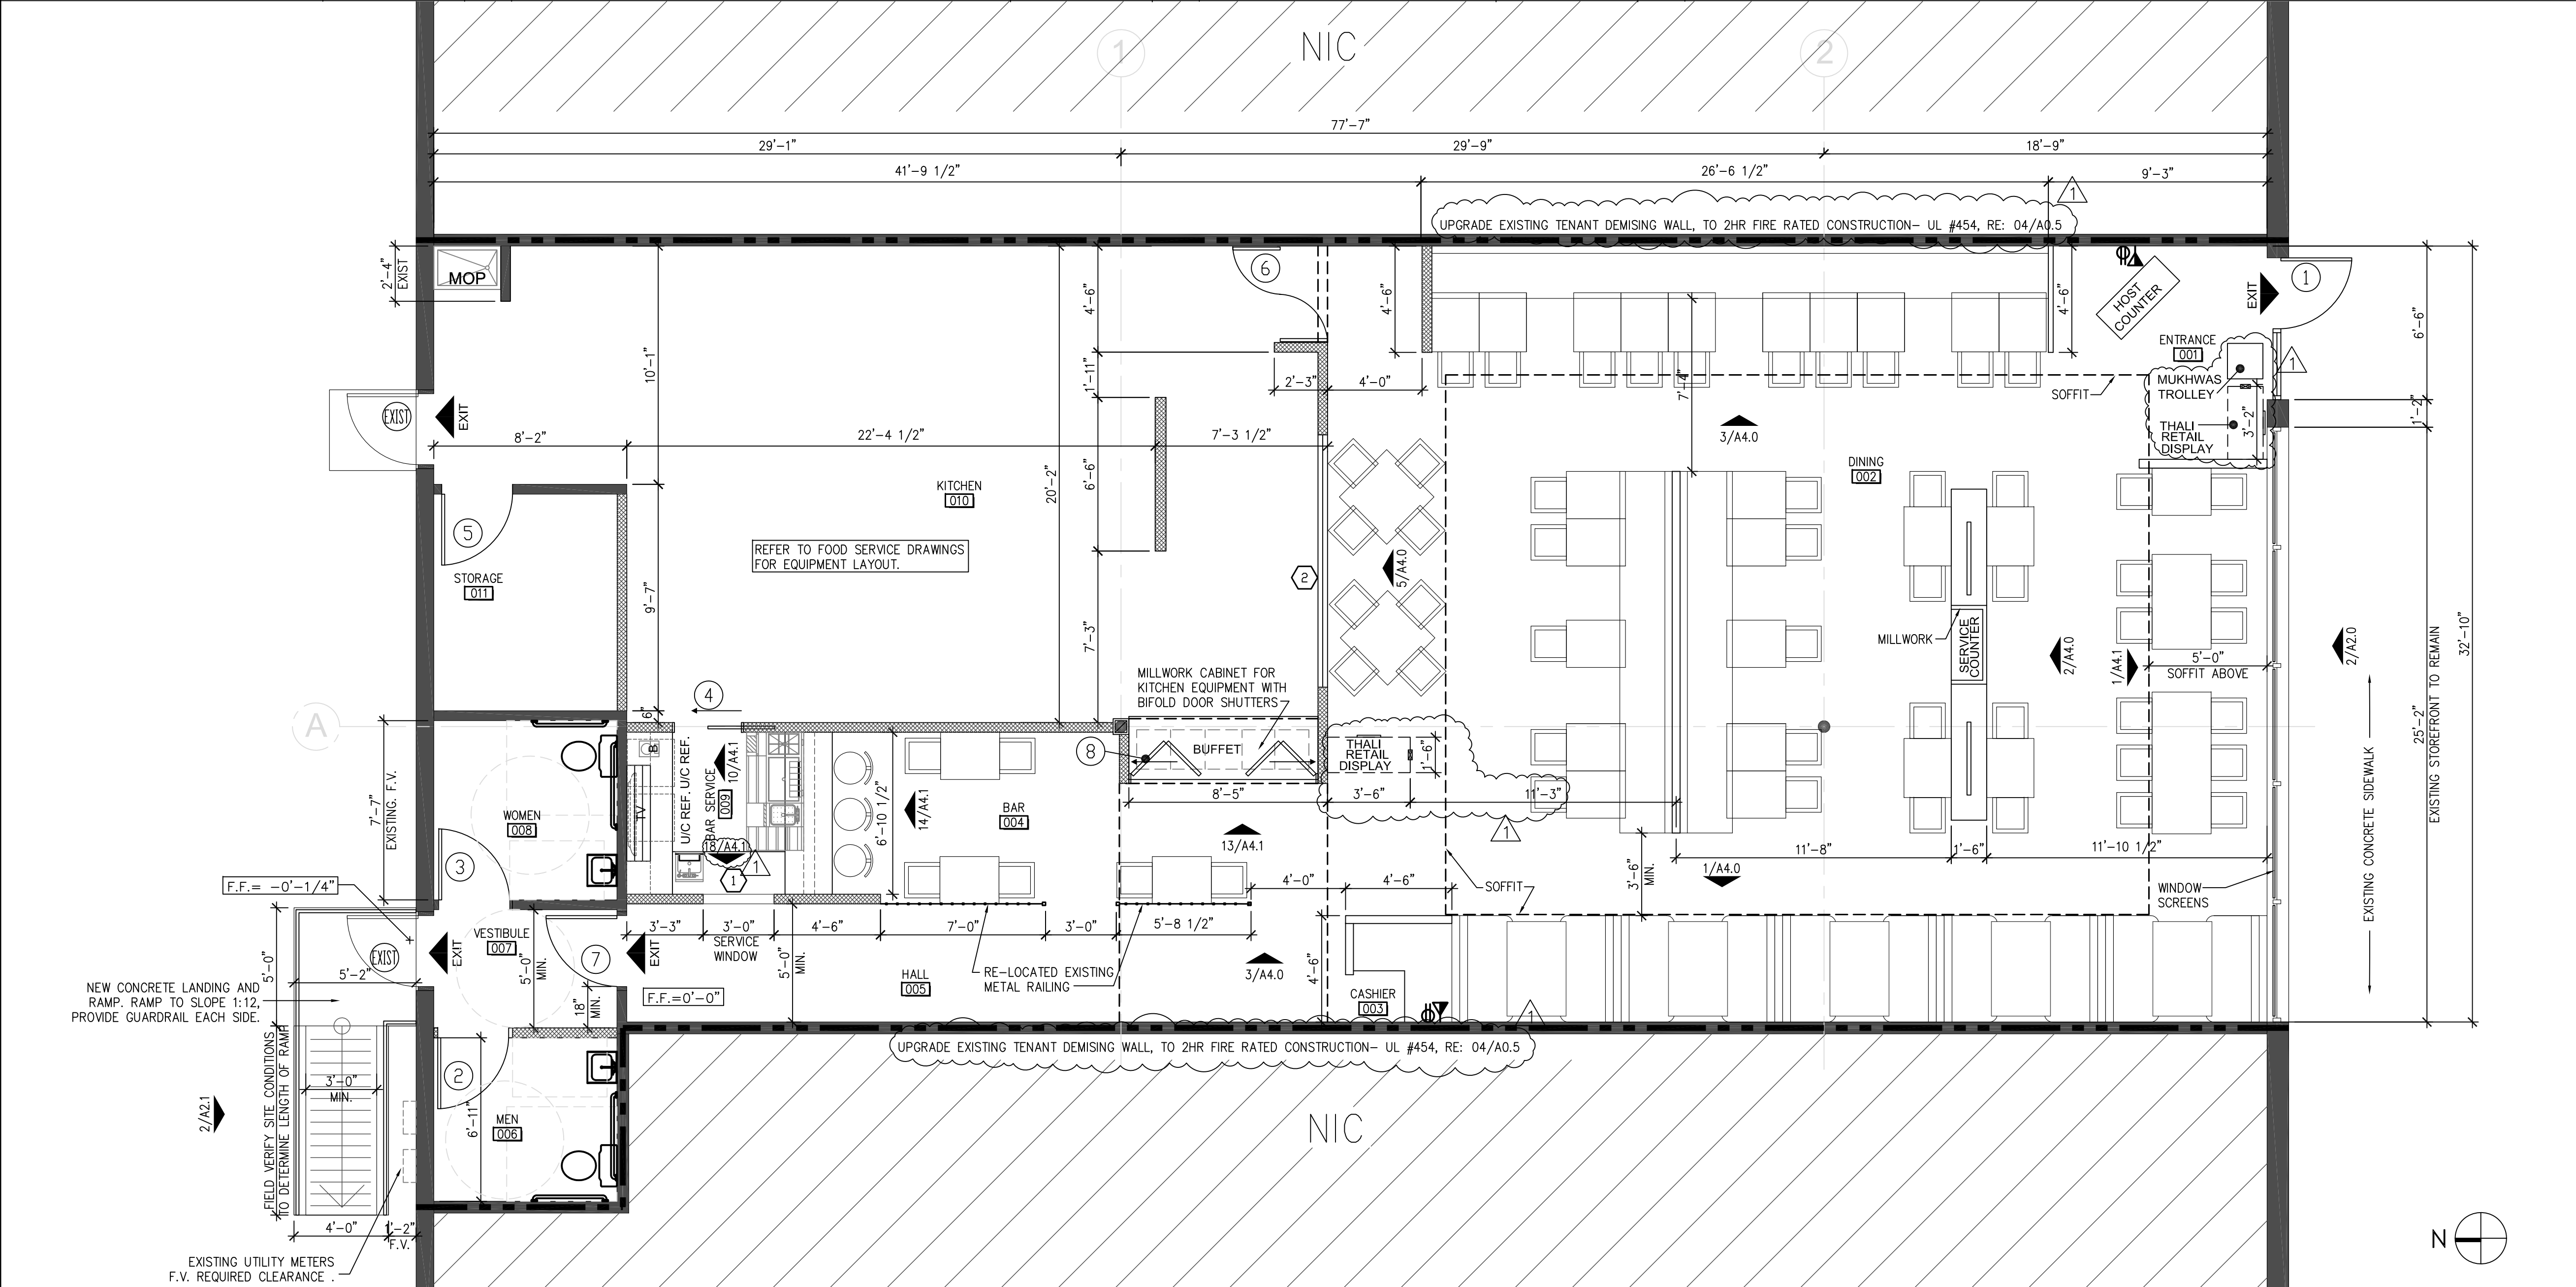 NIC
1
2
77'-7"
29'-1"
29'-9"
18'-9"
41'-9 1/2"
26'-6 1/2"
9'-3"
1
UPGRADE EXISTING TENANT DEMISING WALL, TO 2HR FIRE RATED CONSTRUCTION- UL #454, RE: 04/A0.5
2'-4"
EXIST
MOP
6
4'-6"
4'-6"
4'-6"
HOST
COUNTER
EXIT
1
6'-6"
ENTRANCE
001
1
MUKHWAS
TROLLEY
SOFFIT
10'-1"
1'-11"
2'-3"
4'-0"
7'-4"
EXIST
EXIT
3'-2"
1'-2"
THALI
RETAIL
DISPLAY
8'-2"
22'-4 1/2"
7'-3 1/2"
3/A4.0
DINING
002
KITCHEN
010
20'-2"
6'-6"
5
REFER TO FOOD SERVICE DRAWINGS
FOR EQUIPMENT LAYOUT.
STORAGE
011
9'-7"
2
5/A4.0
7'-3"
MILLWORK
SERVICE
COUNTER
2/A4.0
1/A4.1
5'-0"
SOFFIT ABOVE
2/A2.0
32'-10"
EXISTING STOREFRONT TO REMAIN
25'-2"
EXISTING CONCRETE SIDEWALK
MILLWORK CABINET FOR
KITCHEN EQUIPMENT WITH
BIFOLD DOOR SHUTTERS
4
6"
A
8
BUFFET
THALI
RETAIL
DISPLAY
1'-6"
B
TV
U/C REF.
U/C REF.
BAR SERVICE
009
10/A4.1
18/A4.1
1
1
7'-7"
EXISTING. F.V.
WOMEN
008
3
6'-10 1/2"
14/A4.1
BAR
004
8'-5"
3'-6"
11'-3"
1
13/A4.1
3'-6"
MIN.
11'-8"
1'-6"
11'-10 1/2"
1/A4.0
F.F.= -0'-1/4"
4'-0"
4'-6"
SOFFIT
WINDOW
SCREENS
3'-3"
3'-0"
4'-6"
7'-0"
3'-0"
5'-8 1/2"
SERVICE
WINDOW
VESTIBULE
007
EXIST
EXIT
5'-0"
MIN.
7
EXIT
5'-0"
MIN.
5'-0"
5'-2"
18"
MIN.
F.F.=0'-0"
HALL
005
RE-LOCATED EXISTING
METAL RAILING
3/A4.0
4'-6"
CASHIER
003
1
NEW CONCRETE LANDING AND
RAMP. RAMP TO SLOPE 1:12,
PROVIDE GUARDRAIL EACH SIDE.
UPGRADE EXISTING TENANT DEMISING WALL, TO 2HR FIRE RATED CONSTRUCTION- UL #454, RE: 04/A0.5
FIELD VERIFY SITE CONDITIONS
TO DETERMINE LENGTH OF RAMP
3'-0"
MIN.
2
6'-11"
MEN
006
2/A2.1
NIC
4'-0"
1'-2"
F.V.
EXISTING UTILITY METERS
F.V. REQUIRED CLEARANCE .
N